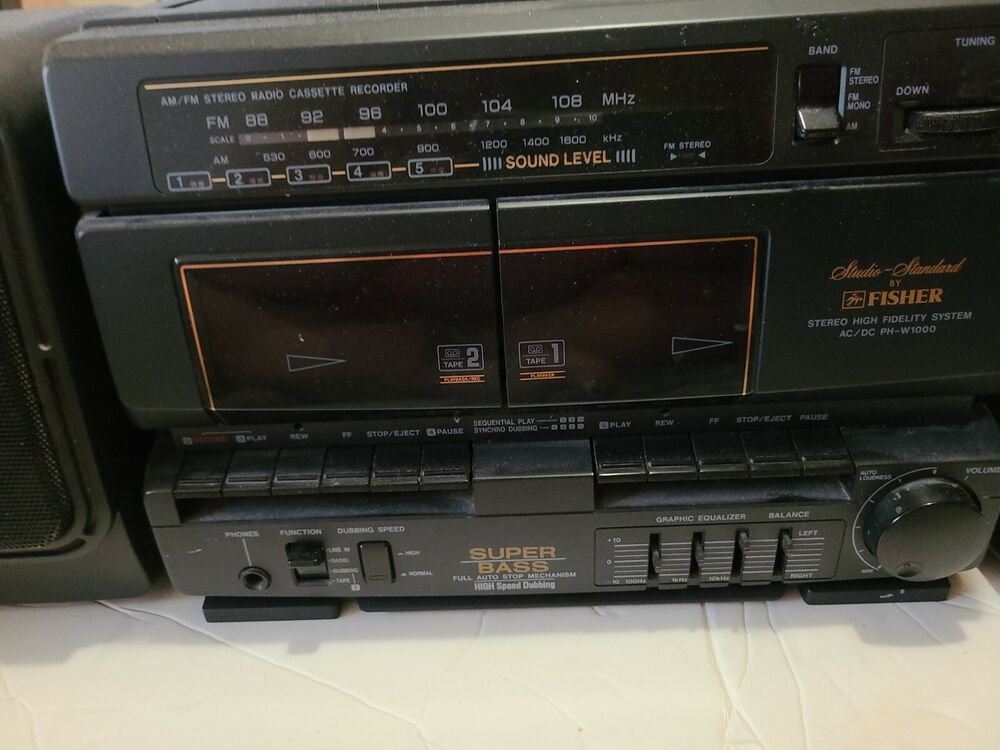 BAND
TUNING
AM/FM STEREO RADIO CASSETTE RECORDER
FM STEREO
FM MONO
AM
DOWN
FM 88 92 96 100 104 108 MHz
SCALE 0 1 4 5 6 7 8 9 10
AM 530 600 700 900 1200 1400 1600 kHz
1 2 3 4 5 SOUND LEVEL
FM STEREO
Studio-Standard
BY
FISHER
STEREO HIGH FIDELITY SYSTEM
AC/DC PH-W1000
TAPE 2
PLAYBACK/REC
TAPE 1
PLAYBACK
RECORD PLAY REW FF STOP/EJECT PAUSE
SEQUENTIAL PLAY
SYNCHRO DUBBING
PLAY REW FF STOP/EJECT PAUSE
AUTO LOUDNESS
VOLUME
MIN
PHONES
FUNCTION
LINE IN
RADIO
DUBBING
TAPE
DUBBING SPEED
HIGH
NORMAL
SUPER
BASS
FULL AUTO STOP MECHANISM
HIGH Speed Dubbing
GRAPHIC EQUALIZER
+10
0
-10 100Hz 1kHz 10kHz
BALANCE
LEFT
RIGHT